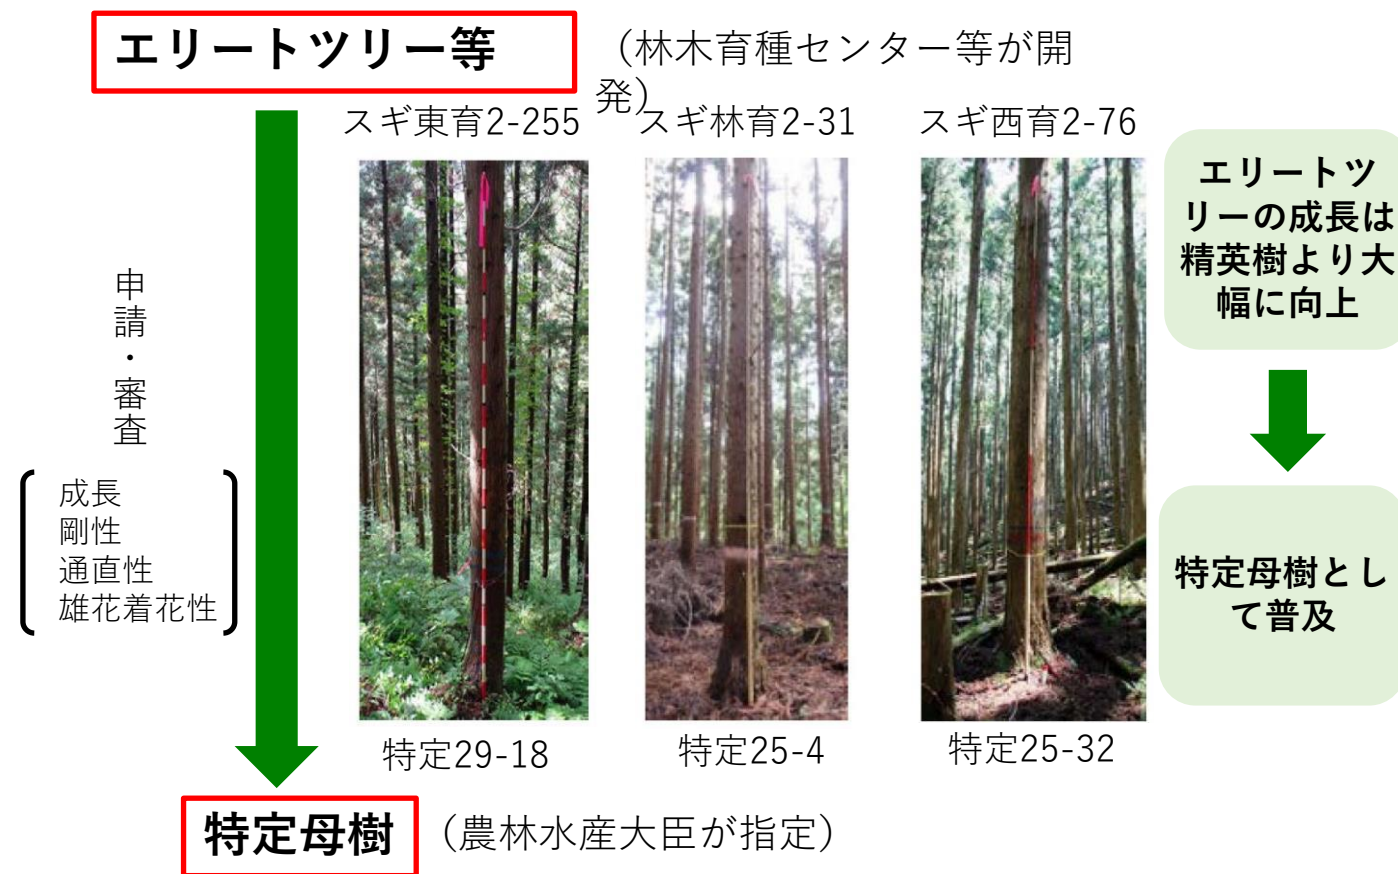 エリートツリー等
（林木育種センター等が開
発）
スギ東育2-255
スギ林育2-31
スギ西育2-76
エリートツ
リーの成長は
精英樹より大
幅に向上
申請・審査
成長
剛性
通直性
雄花着花性
特定母樹とし
て普及
特定29-18
特定25-4
特定25-32
特定母樹
（農林水産大臣が指定）